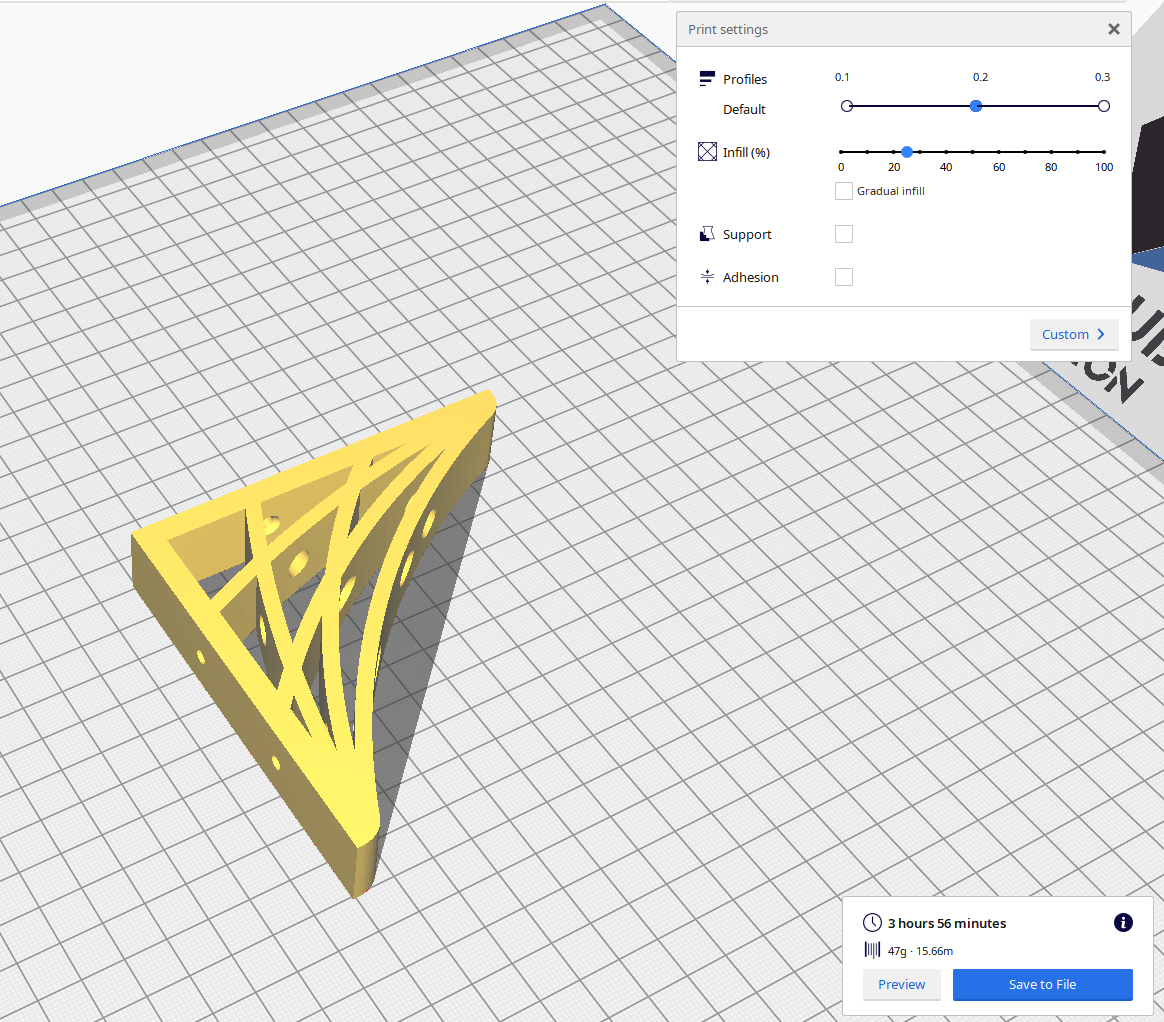 Print settings
Profiles
0.1 0.2 0.3
Default
Infill (%)
0 20 40 60 80 100
Gradual infill
Support
Adhesion
Custom
3 hours 56 minutes
47g · 15.66m
Preview Save to File